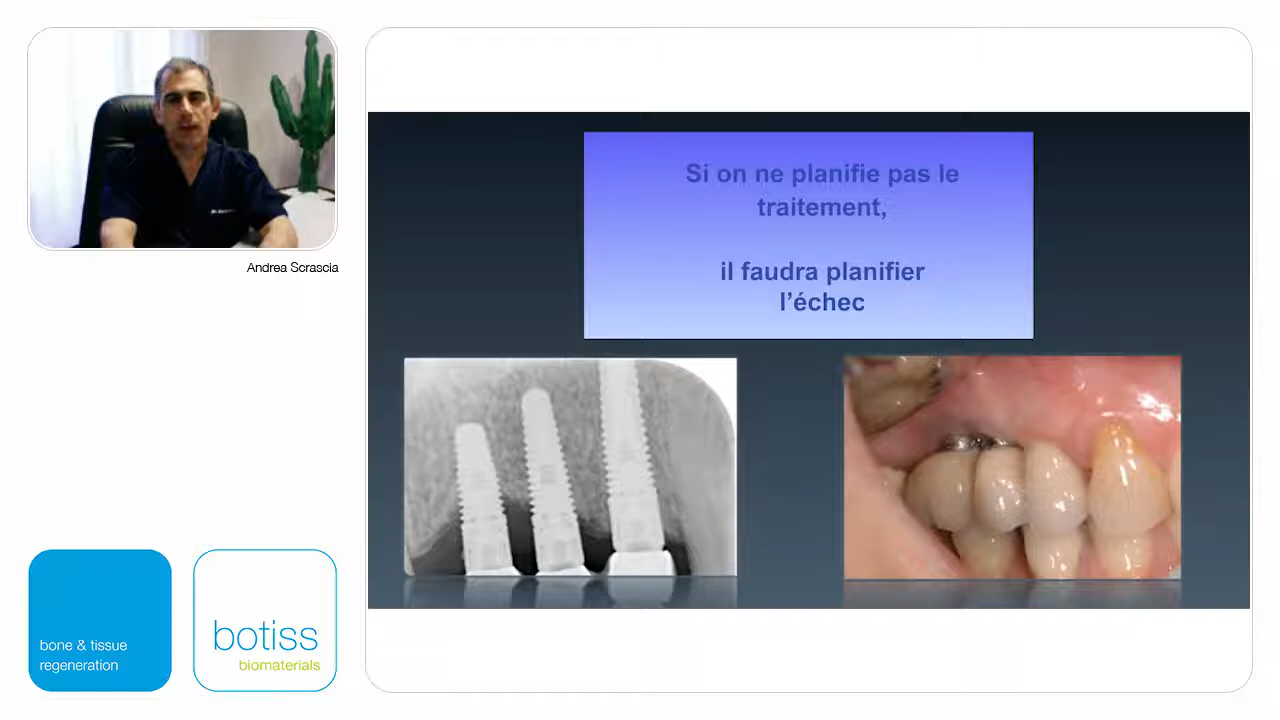 Andrea Scrascia
Si on ne planifie pas le
traitement,
il faudra planifier
l'échec
bone & tissue
regeneration
botiss
biomaterials